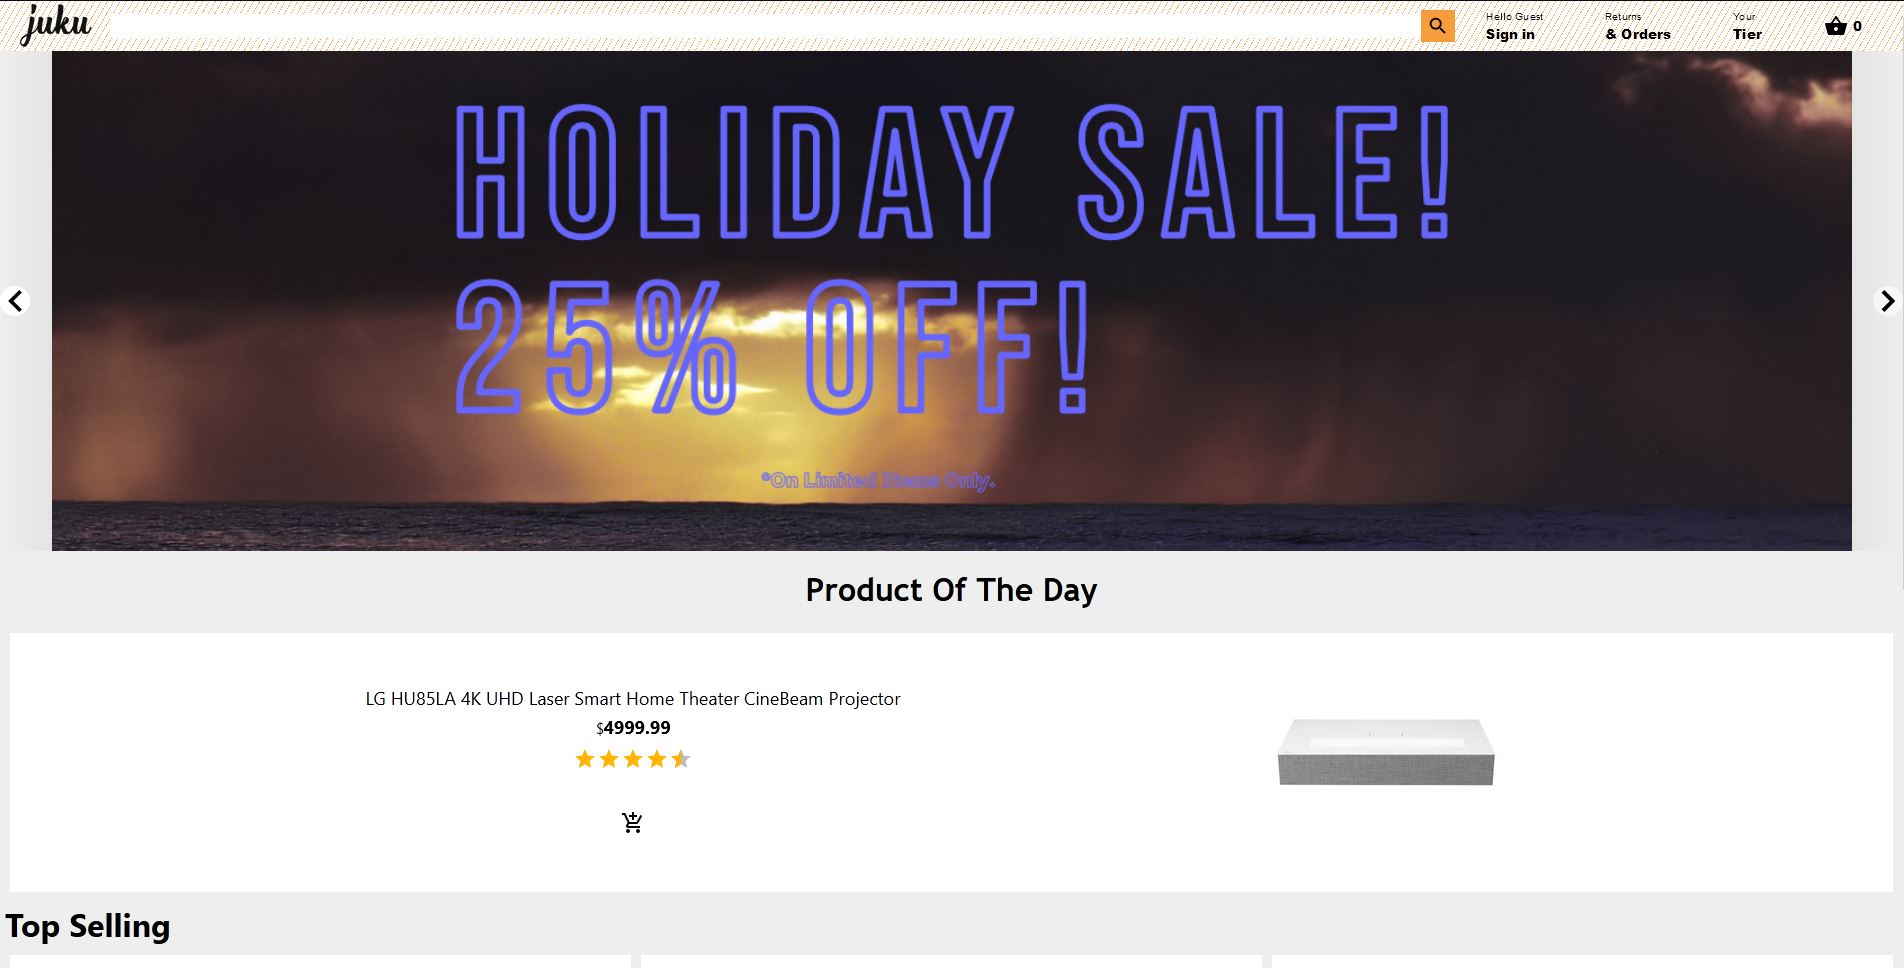 juku
Hello Guest
Sign in
Returns
& Orders
Your
Tier
0
HOLIDAY SALE!
25% OFF!
*On Limited Items Only.
Product Of The Day
LG HU85LA 4K UHD Laser Smart Home Theater CineBeam Projector
$4999.99
Top Selling